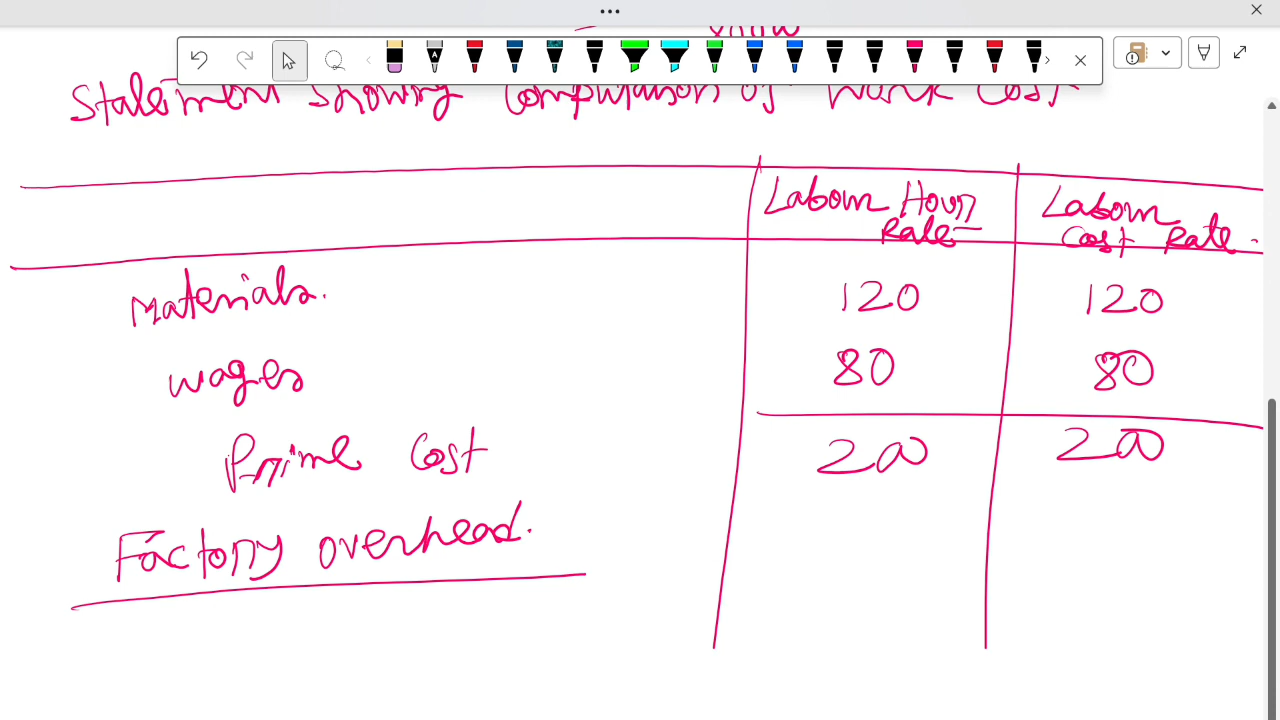 Statement Showing Computation of Work Cost
Labour Hour Rate
Labour Cost Rate.
Materials. 120 120
Wages 80 80
Prime Cost 200 200
Factory overhead.